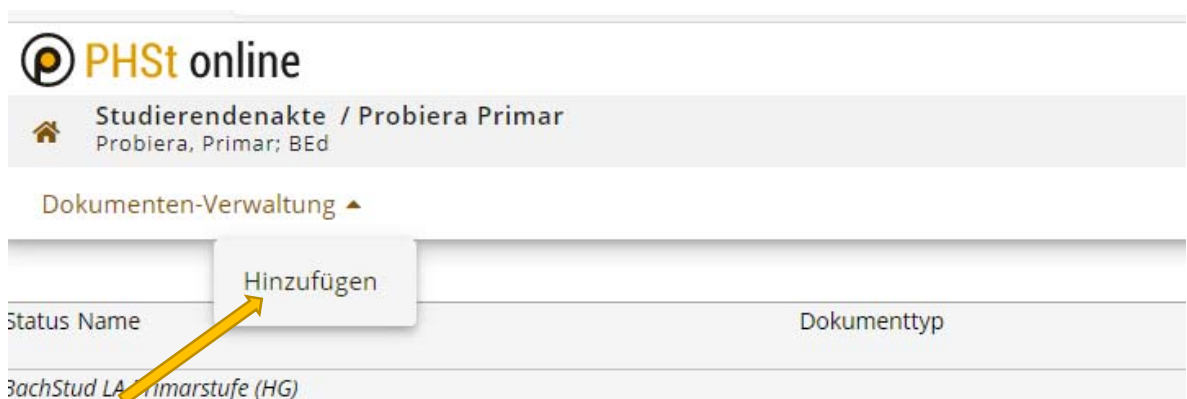 PHSt online
Studierendenakte / Probiera Primar
Probiera, Primar; BEd
Dokumenten-Verwaltung
Hinzufügen
Status Name Dokumenttyp
BachStud LA Primarstufe (HG)